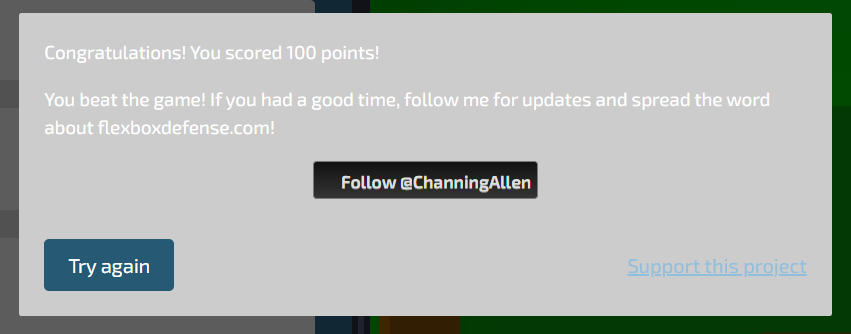 Congratulations! You scored 100 points!
You beat the game! If you had a good time, follow me for updates and spread the word
about flexboxdefense.com!
Follow @ChanningAllen
Try again
Support this project